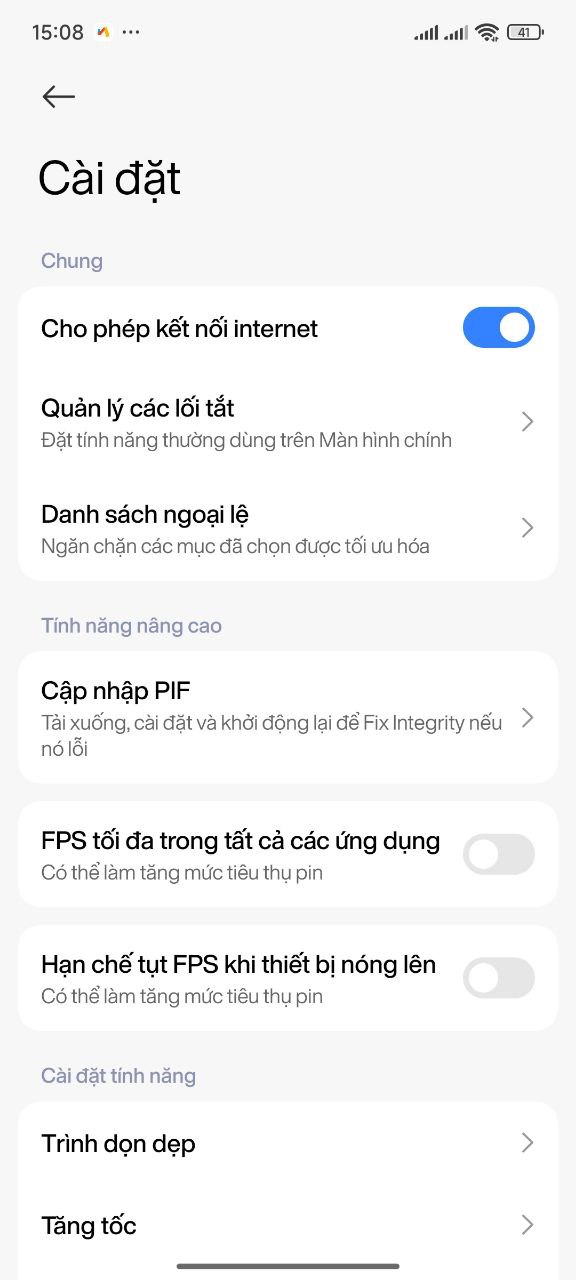 15:08
41
Cài đặt
Chung
Cho phép kết nối internet
Quản lý các lối tắt
Đặt tính năng thường dùng trên Màn hình chính
Danh sách ngoại lệ
Ngăn chặn các mục đã chọn được tối ưu hóa
Tính năng nâng cao
Cập nhập PIF
Tải xuống, cài đặt và khởi động lại để Fix Integrity nếu
nó lỗi
FPS tối đa trong tất cả các ứng dụng
Có thể làm tăng mức tiêu thụ pin
Hạn chế tụt FPS khi thiết bị nóng lên
Có thể làm tăng mức tiêu thụ pin
Cài đặt tính năng
Trình dọn dẹp
Tăng tốc